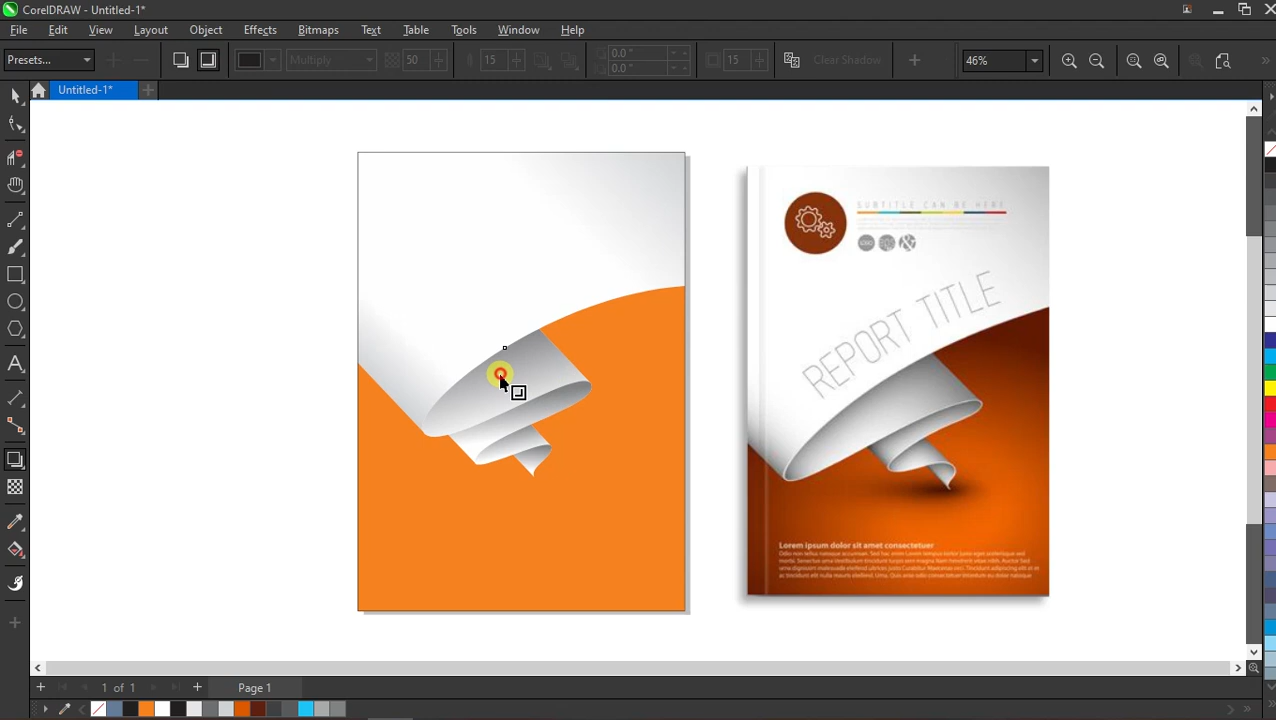 CorelDRAW - Untitled-1*
File Edit View Layout Object Effects Bitmaps Text Table Tools Window Help
Presets... Multiply 50 15 0.0 " 0.0 " 15 Clear Shadow 46%
Untitled-1*
SUBTITLE CAN BE HERE
REPORT TITLE
Lorem ipsum dolor sit amet consectetuer
1 of 1 Page 1